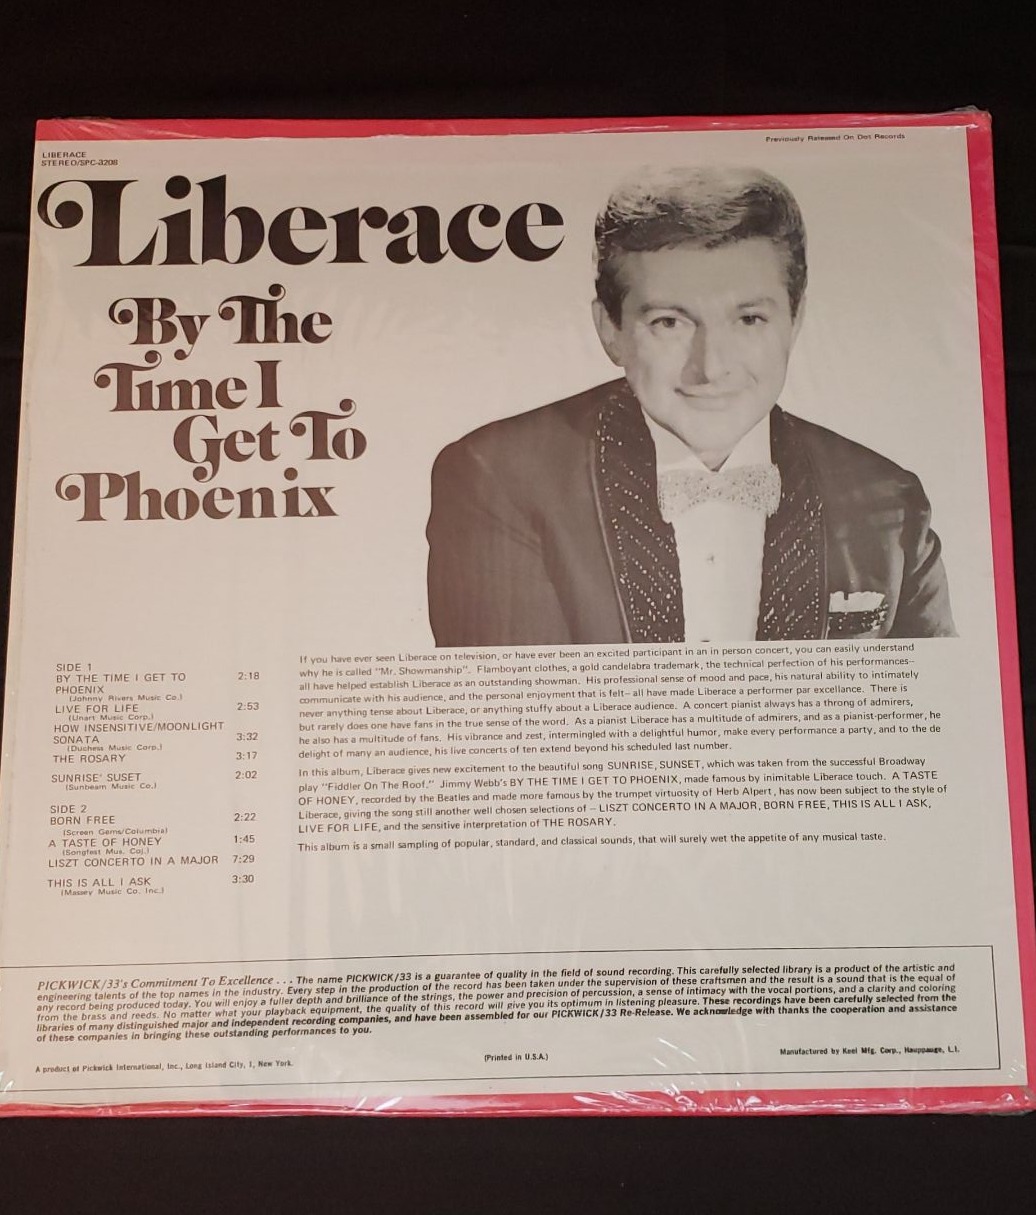 Previously Released On Dot Records
LIBERACE
STEREO/SPC-3208
Liberace
By The
Time I
Get To
Phoenix
SIDE 1
BY THE TIME I GET TO 2:18
PHOENIX
(Johnny Rivers Music Co.)
LIVE FOR LIFE 2:53
(Unart Music Corp.)
HOW INSENSITIVE/MOONLIGHT
SONATA 3:32
(Duchess Music Corp.)
THE ROSARY 3:17
SUNRISE' SUSET 2:02
(Sunbeam Music Co.)
SIDE 2
BORN FREE 2:22
(Screen Gems/Columbia)
A TASTE OF HONEY 1:45
(Songfest Mus. Co.)
LISZT CONCERTO IN A MAJOR 7:29
THIS IS ALL I ASK 3:30
(Massey Music Co. Inc.)
If you have ever seen Liberace on television, or have ever been an excited participant in an in person concert, you can easily understand
why he is called "Mr. Showmanship". Flamboyant clothes, a gold candelabra trademark, the technical perfection of his performances—
all have helped establish Liberace as an outstanding showman. His professional sense of mood and pace, his natural ability to intimately
communicate with his audience, and the personal enjoyment that is felt— all have made Liberace a performer par excellence. There is
never anything tense about Liberace, or anything stuffy about a Liberace audience. A concert pianist always has a throng of admirers,
but rarely does one have fans in the true sense of the word. As a pianist Liberace has a multitude of admirers, and as a pianist-performer, he
he also has a multitude of fans. His vibrance and zest, intermingled with a delightful humor, make every performance a party, and to the de
delight of many an audience, his live concerts of ten extend beyond his scheduled last number.
In this album, Liberace gives new excitement to the beautiful song SUNRISE, SUNSET, which was taken from the successful Broadway
play "Fiddler On The Roof." Jimmy Webb's BY THE TIME I GET TO PHOENIX, made famous by inimitable Liberace touch. A TASTE
OF HONEY, recorded by the Beatles and made more famous by the trumpet virtuosity of Herb Alpert, has now been subject to the style of
Liberace, giving the song still another well chosen selections of — LISZT CONCERTO IN A MAJOR, BORN FREE, THIS IS ALL I ASK,
LIVE FOR LIFE, and the sensitive interpretation of THE ROSARY.
This album is a small sampling of popular, standard, and classical sounds, that will surely wet the appetite of any musical taste.
PICKWICK/33's Commitment To Excellence . . . The name PICKWICK/33 is a guarantee of quality in the field of sound recording. This carefully selected library is a product of the artistic and
engineering talents of the top names in the industry. Every step in the production of the record has been taken under the supervision of these craftsmen and the result is a sound that is the equal of
any record being produced today. You will enjoy a fuller depth and brilliance of the strings, the power and precision of percussion, a sense of intimacy with the vocal portions, and a clarity and coloring
from the brass and reeds. No matter what your playback equipment, the quality of this record will give you its optimum in listening pleasure. These recordings have been carefully selected from the
libraries of many distinguished major and independent recording companies, and have been assembled for our PICKWICK/33 Re-Release. We acknowledge with thanks the cooperation and assistance
of these companies in bringing these outstanding performances to you.
A product of Pickwick International, Inc., Long Island City, 1, New York.
(Printed in U.S.A.)
Manufactured by Keel Mfg. Corp., Hauppauge, L.I.